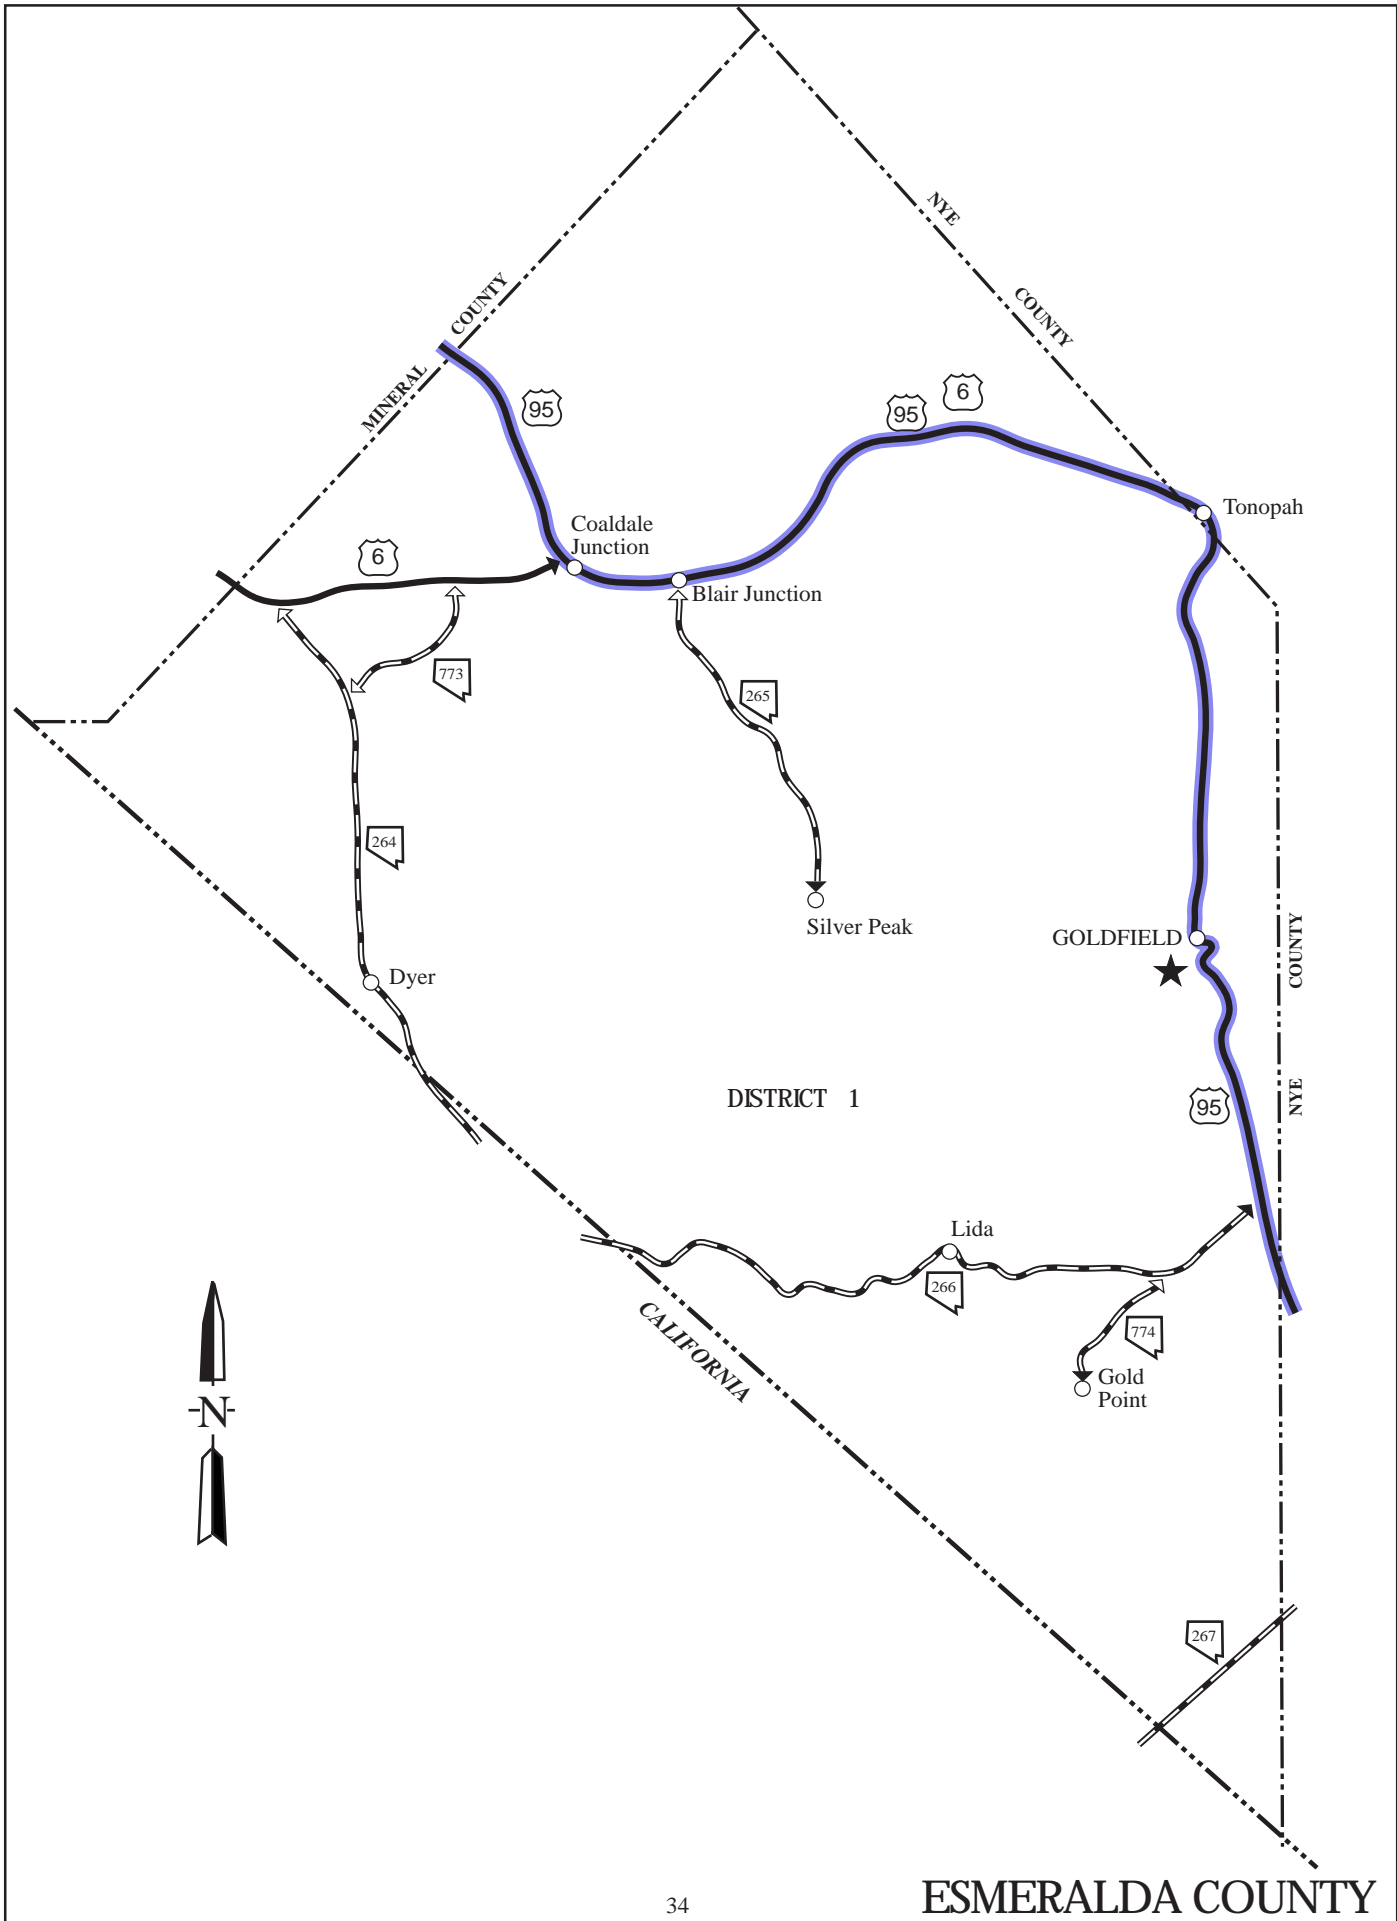 NYE
COUNTY
COUNTY
MINERAL
95
6
95
Tonopah
Coaldale
Junction
6
Blair Junction
773
265
264
Silver Peak
GOLDFIELD
COUNTY
Dyer
NYE
DISTRICT 1
95
Lida
266
CALIFORNIA
774
Gold
Point
N
267
34
ESMERALDA COUNTY